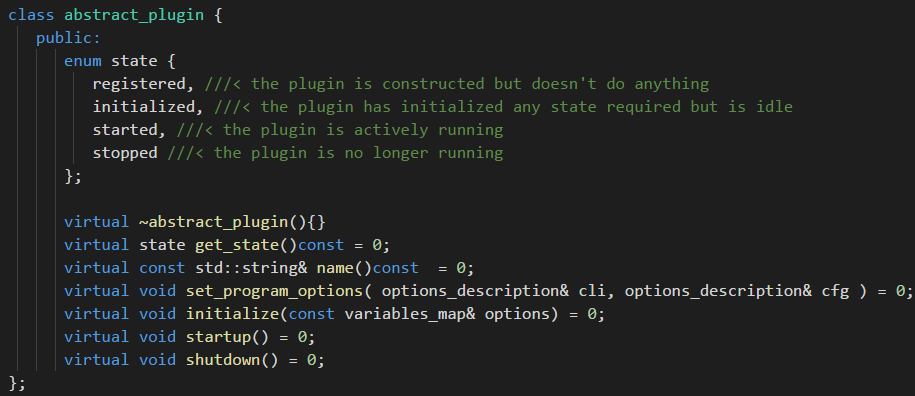 class abstract_plugin {
   public:
      enum state {
         registered, ///< the plugin is constructed but doesn't do anything
         initialized, ///< the plugin has initialized any state required but is idle
         started, ///< the plugin is actively running
         stopped ///< the plugin is no longer running
      };

      virtual ~abstract_plugin(){}
      virtual state get_state()const = 0;
      virtual const std::string& name()const  = 0;
      virtual void set_program_options( options_description& cli, options_description& cfg ) = 0;
      virtual void initialize(const variables_map& options) = 0;
      virtual void startup() = 0;
      virtual void shutdown() = 0;
};